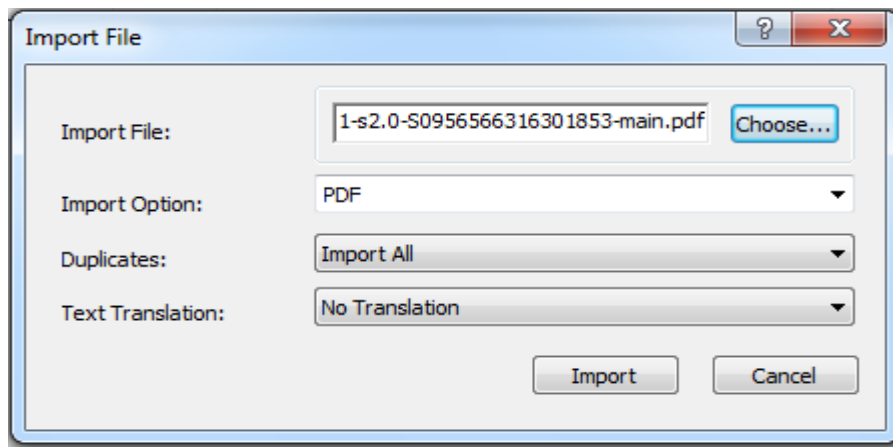 Import File
?
Import File: 1-s2.0-S0956566316301853-main.pdf Choose...
Import Option: PDF
Duplicates: Import All
Text Translation: No Translation
Import Cancel